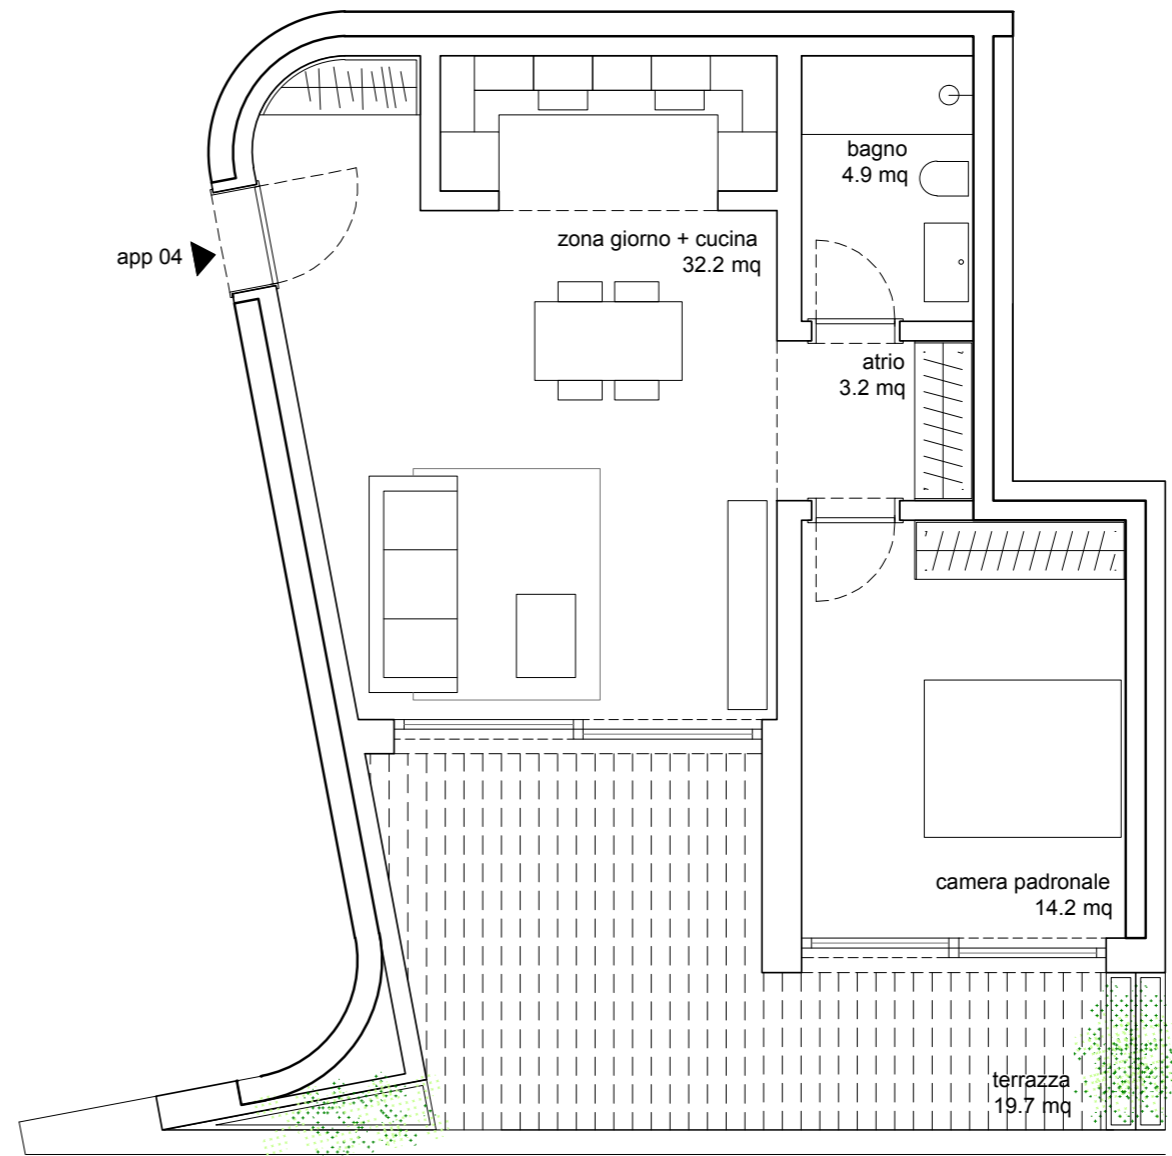 bagno
4.9 mq
app 04
zona giorno + cucina
32.2 mq
atrio
3.2 mq
camera padronale
14.2 mq
terrazza
19.7 mq